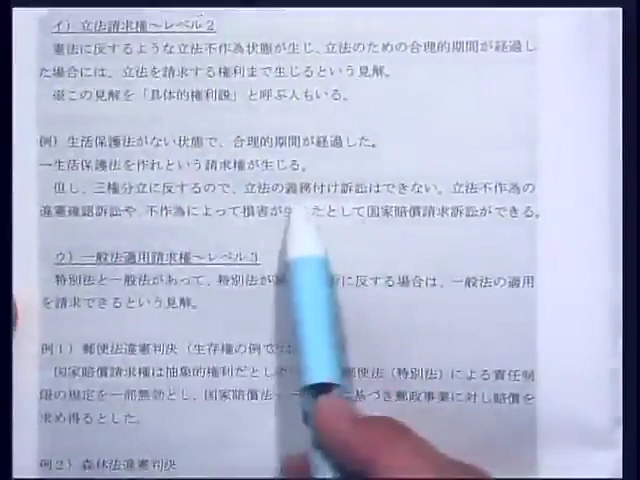 イ）立法請求権〜レベル2
憲法に反するような立法不作為状態が生じ、立法のための合理的期間が経過し
た場合には、立法を請求する権利まで生じるという見解。
※この見解を「具体的権利説」と呼ぶ人もいる。
例）生活保護法がない状態で、合理的期間が経過した。
→生活保護法を作れという請求権が生じる。
但し、三権分立に反するので、立法の義務付け訴訟はできない。立法不作為の
違憲確認訴訟や、不作為によって損害が生 たとして国家賠償請求訴訟ができる。
ウ）一般法適用請求権〜レベル3
特別法と一般法があって、特別法が に反する場合は、一般法の適用
を請求できるという見解。
例1）郵便法違憲判決（生存権の例で
国家賠償請求権は抽象的権利だとし 郵便法（特別法）による責任制
限の規定を一部無効とし、国家賠償法 基づき郵政事業に対し賠償を
求め得るとした。
例2）森林法違憲判決